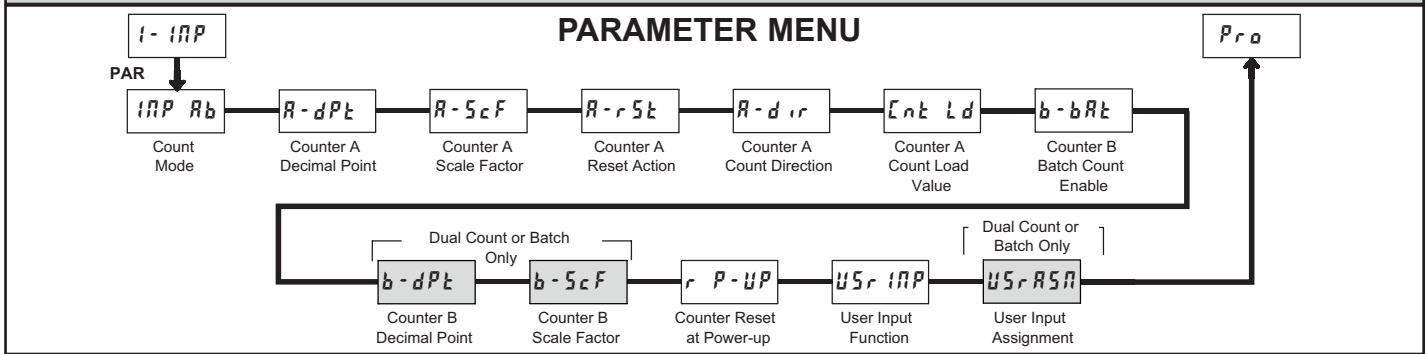 PARAMETER MENU
1-INP
Pro
PAR
INP Ab
A-dPt
A-ScF
A-rSt
A-dir
Cnt Ld
b-bAt
Count
Mode
Counter A
Decimal Point
Counter A
Scale Factor
Counter A
Reset Action
Counter A
Count Direction
Counter A
Count Load
Value
Counter B
Batch Count
Enable
Dual Count or Batch
Only
Dual Count or
Batch Only
b-dPt
b-ScF
r P-UP
USr INP
USrASN
Counter B
Decimal Point
Counter B
Scale Factor
Counter Reset
at Power-up
User Input
Function
User Input
Assignment